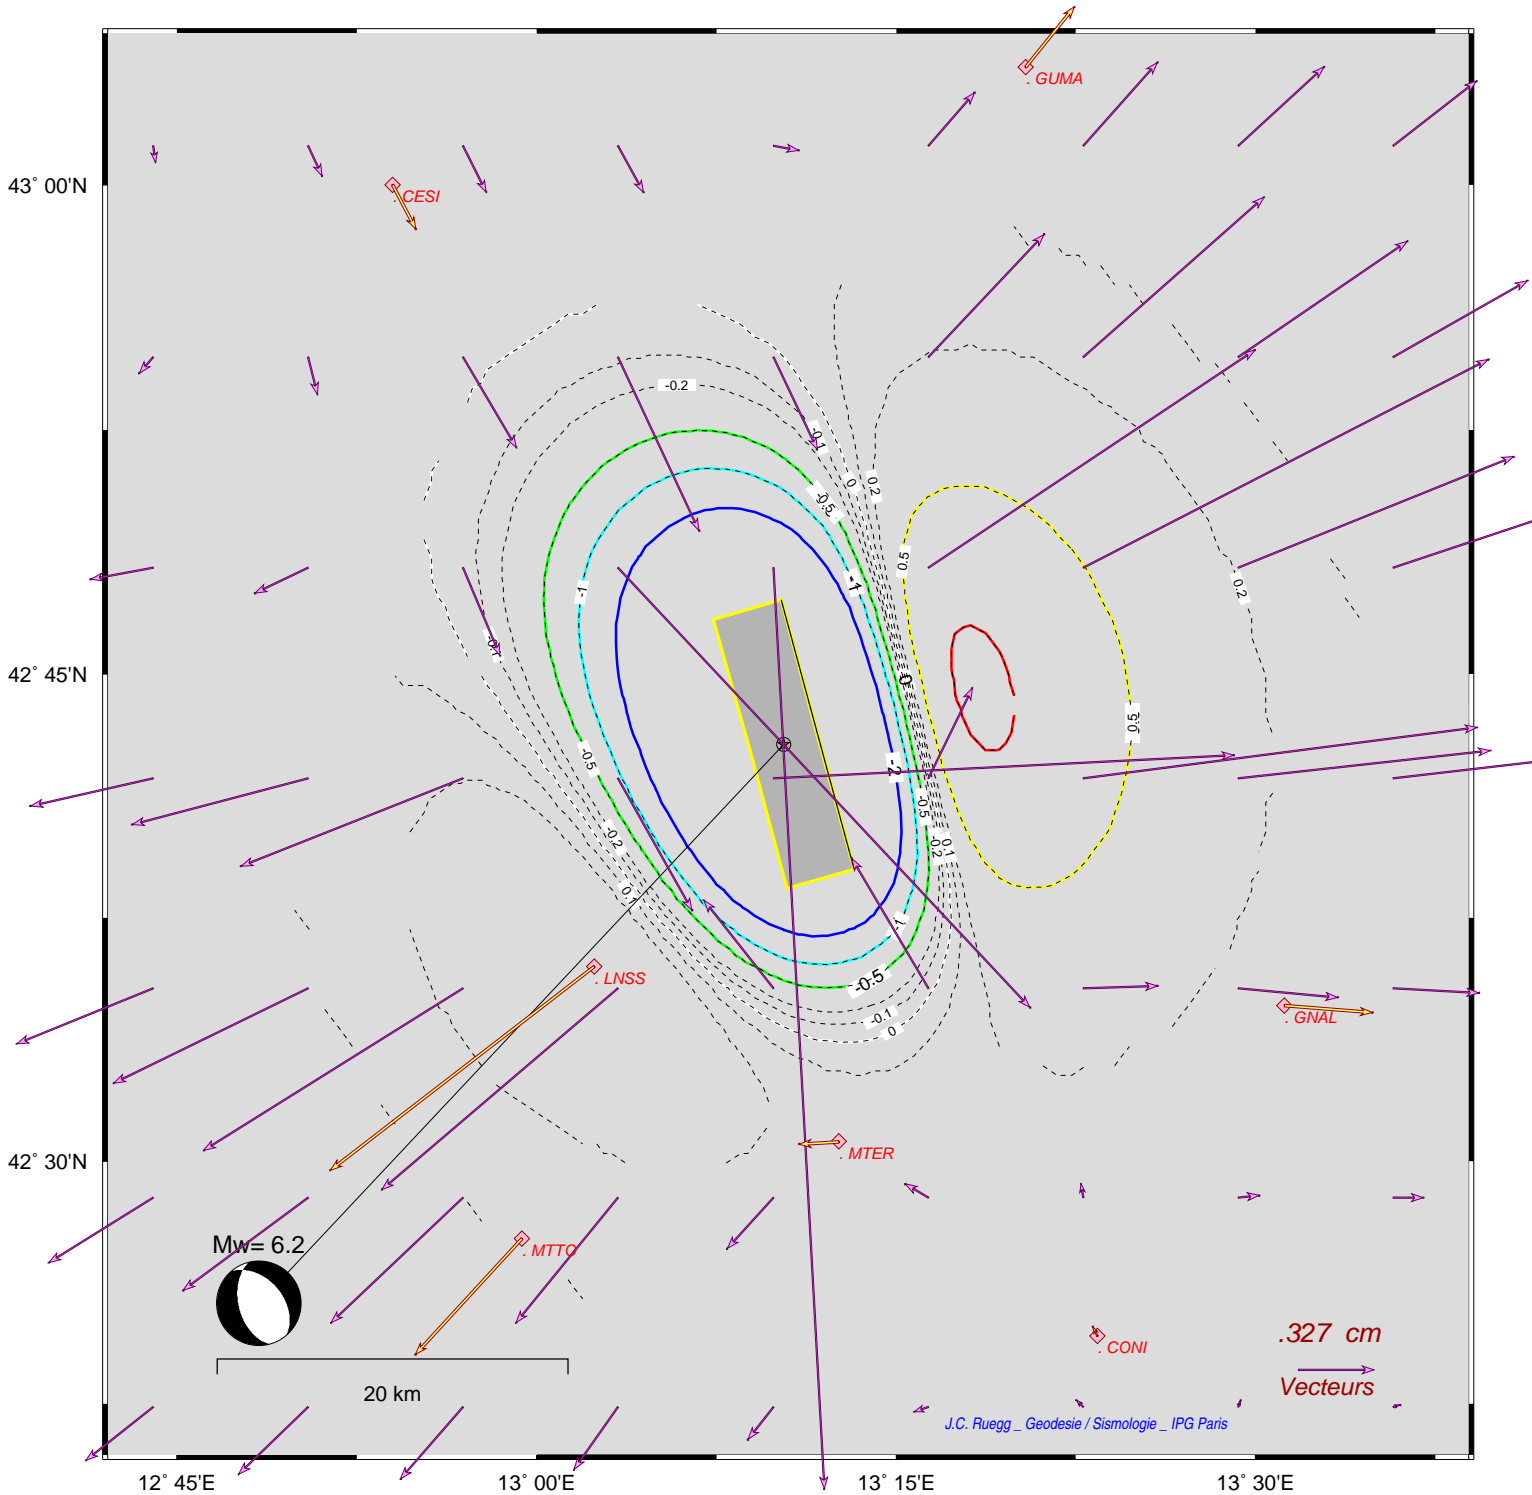 . GUMA
43° 00'N
. CESI
-0.2
-0.1
0
0.2
-0.5
0.5
-1
-1
0.2
-0.1
42° 45'N
0
0.5
-0.5
-2
-0.5
0.1
-0.2
-0.2
0.1
-1
. LNSS
-0.5
-0.1
. GNAL
0
. MTER
42° 30'N
Mw= 6.2
. MTTO
.327 cm
. CONI
20 km
Vecteurs
J.C. Ruegg _ Geodesie / Sismologie _ IPG Paris
12° 45'E
13° 00'E
13° 15'E
13° 30'E